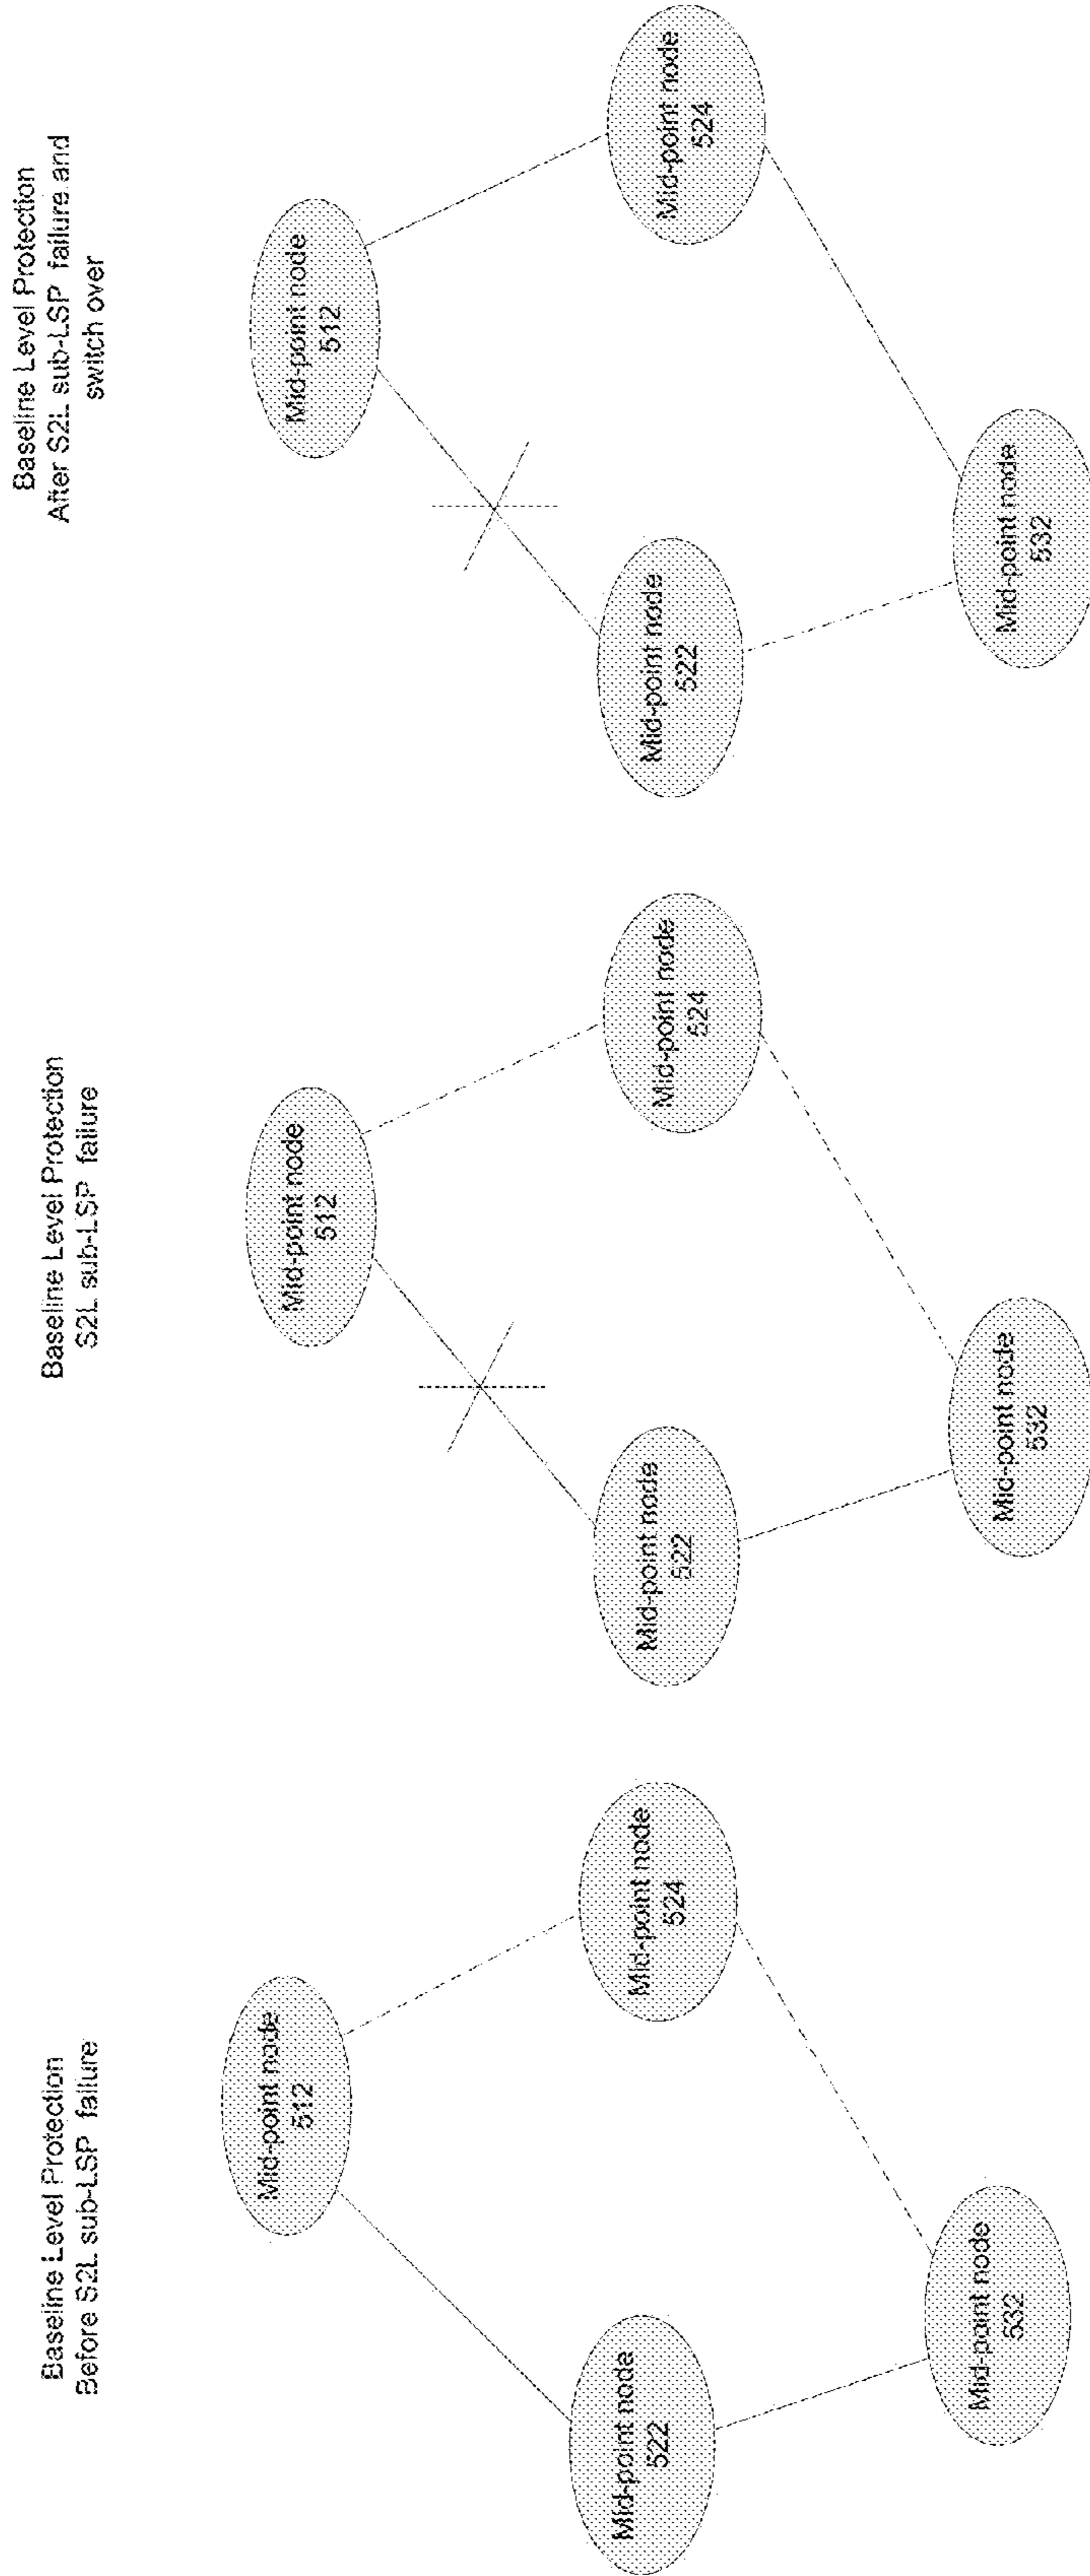 Baseline Level Protection
Before S2L sub-LSP failure
Mid-point node
512
Mid-point node
522
Mid-point node
524
Mid-point node
532
Baseline Level Protection
S2L sub-LSP failure
Mid-point node
512
Mid-point node
522
Mid-point node
524
Mid-point node
532
Baseline Level Protection
After S2L sub-LSP failure and
switch over
Mid-point node
512
Mid-point node
522
Mid-point node
524
Mid-point node
532